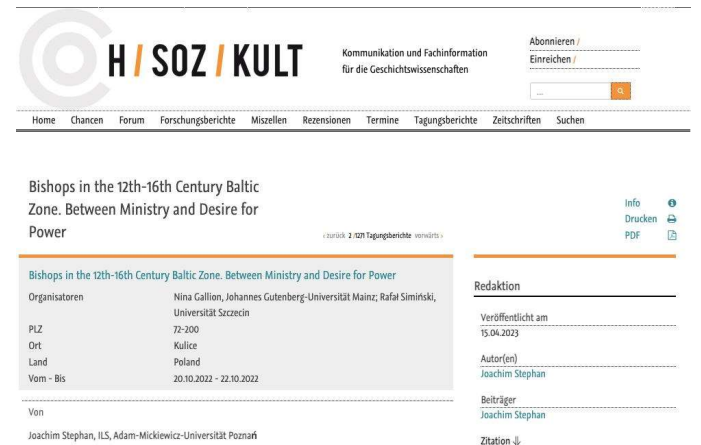 H / SOZ / KULT
Kommunikation und Fachinformation
für die Geschichtswissenschaften
Abonnieren /
Einreichen /
...
Home Chancen Forum Forschungsberichte Miszellen Rezensionen Termine Tagungsberichte Zeitschriften Suchen
Bishops in the 12th-16th Century Baltic
Zone. Between Ministry and Desire for
Power
‹ zurück 2 /1271 Tagungsberichte vorwärts ›
Info
Drucken
PDF
Bishops in the 12th-16th Century Baltic Zone. Between Ministry and Desire for Power
Organisatoren Nina Gallion, Johannes Gutenberg-Universität Mainz; Rafał Simiński,
Universität Szczecin
PLZ 72-200
Ort Kulice
Land Poland
Vom - Bis 20.10.2022 - 22.10.2022
Von
Joachim Stephan, ILS, Adam-Mickiewicz-Universität Poznań
Redaktion
Veröffentlicht am
15.04.2023
Autor(en)
Joachim Stephan
Beiträger
Joachim Stephan
Zitation ⇓